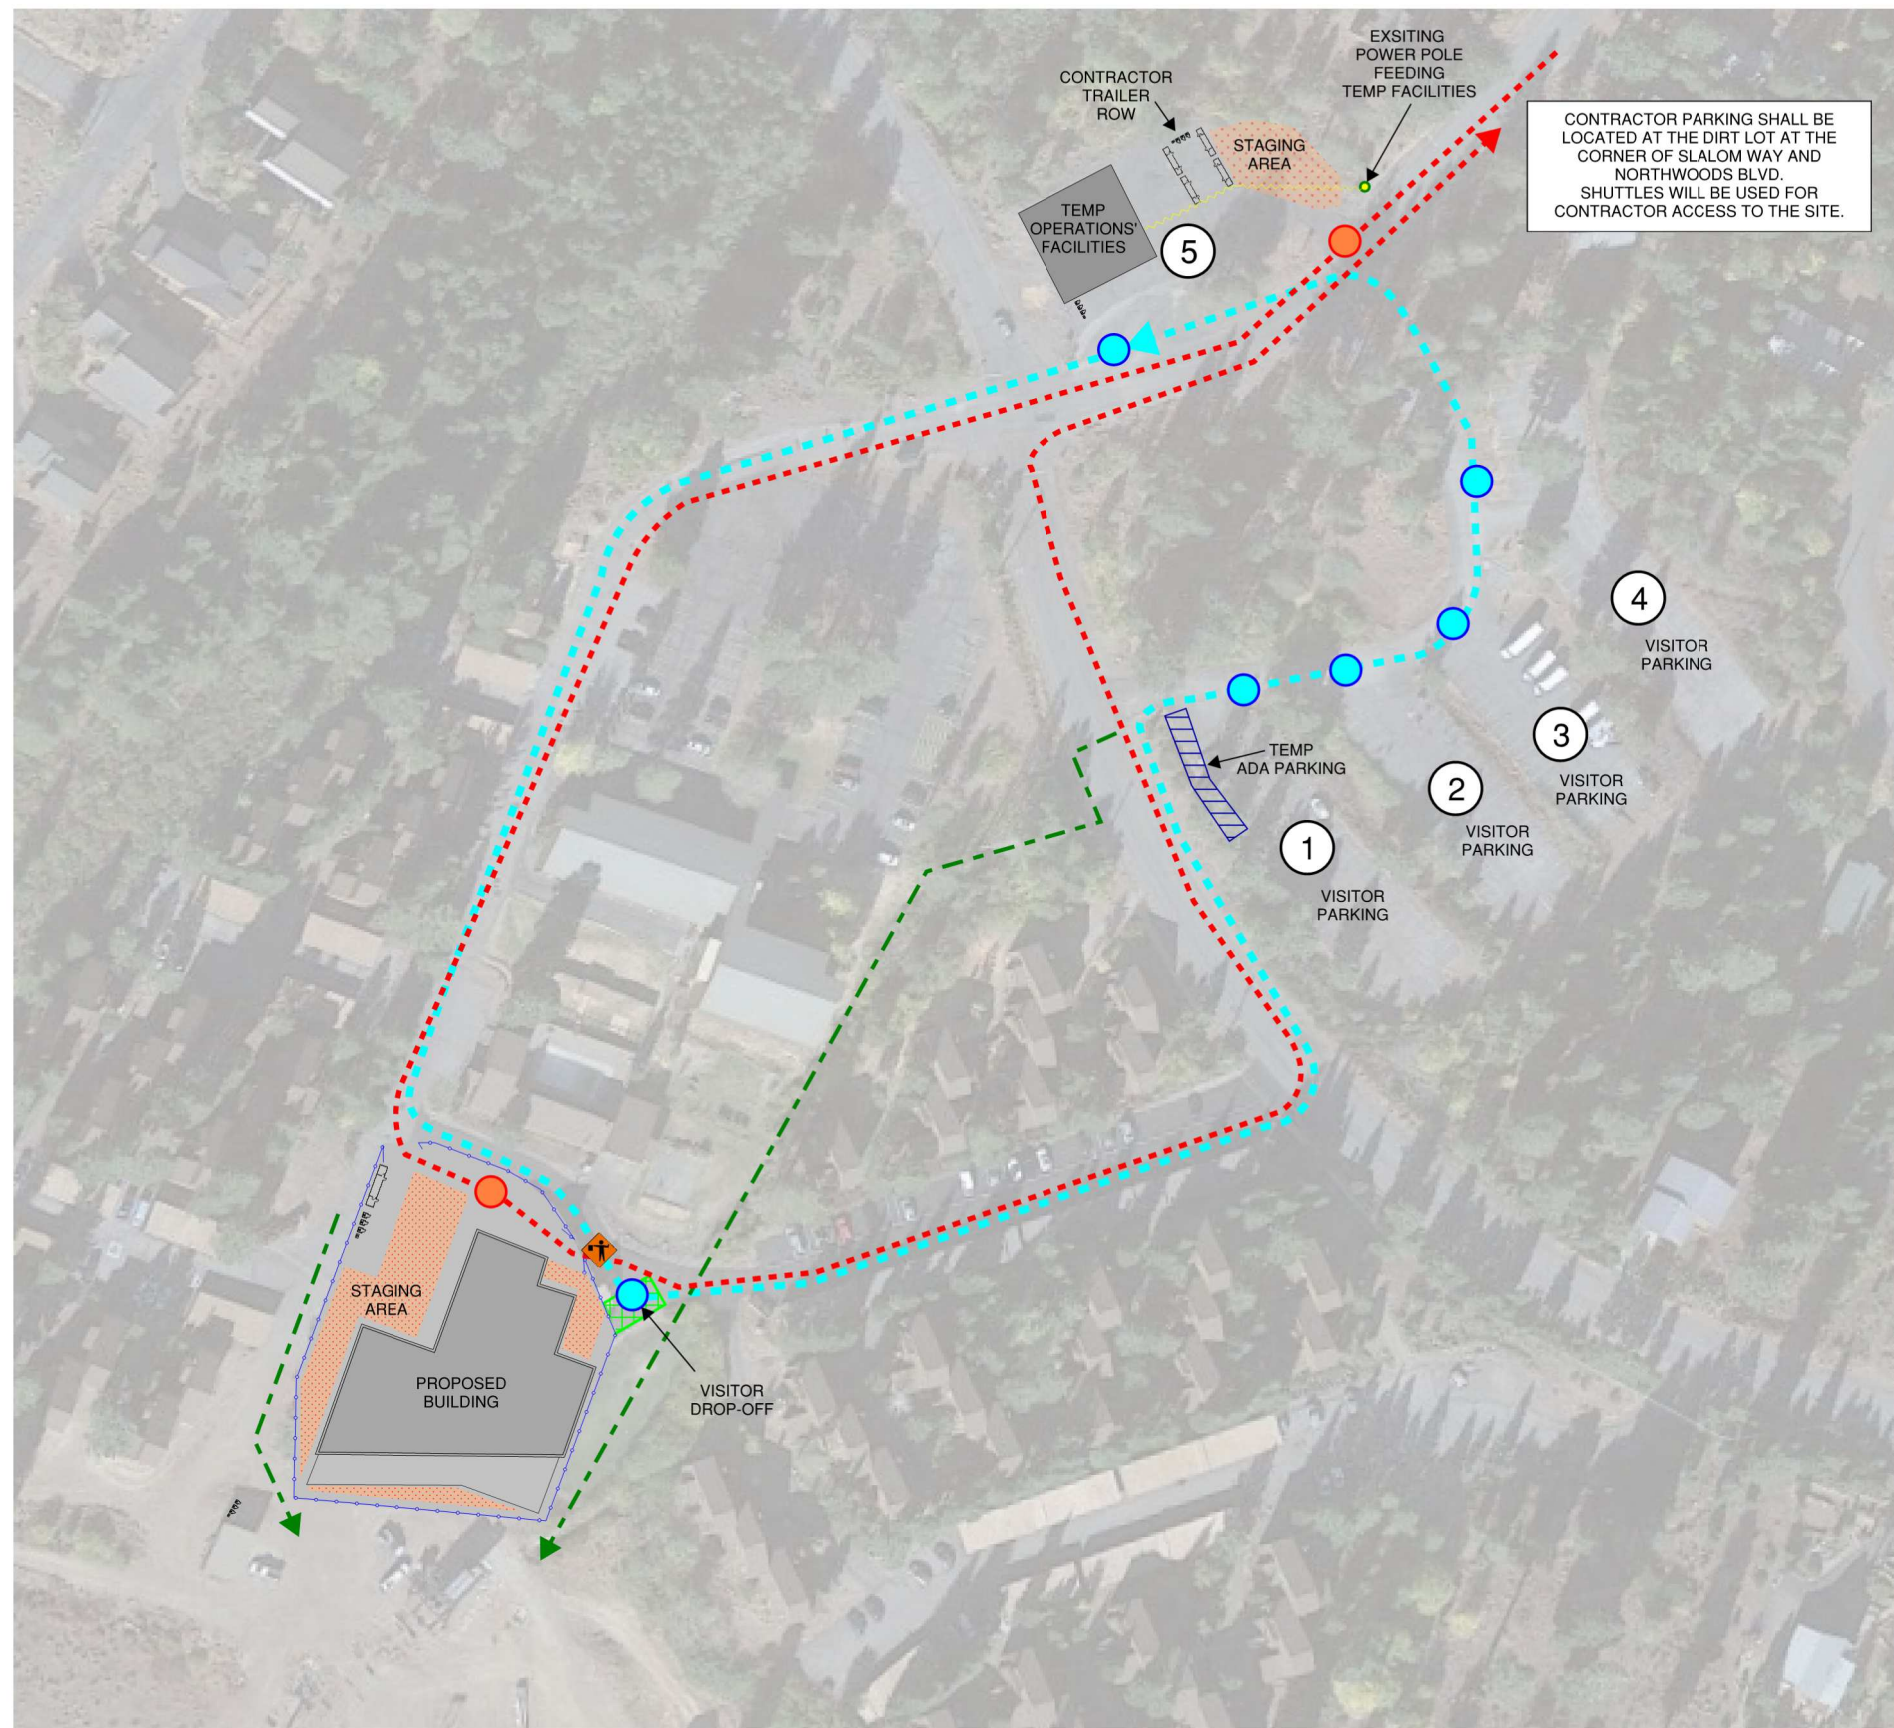 EXSITING
POWER POLE
FEEDING
TEMP FACILITIES
CONTRACTOR
TRAILER
ROW
CONTRACTOR PARKING SHALL BE
LOCATED AT THE DIRT LOT AT THE
CORNER OF SLALOM WAY AND
NORTHWOODS BLVD.
SHUTTLES WILL BE USED FOR
CONTRACTOR ACCESS TO THE SITE.
STAGING
AREA
TEMP
OPERATIONS'
FACILITIES
5
4
VISITOR
PARKING
3
VISITOR
PARKING
TEMP
ADA PARKING
2
VISITOR
PARKING
1
VISITOR
PARKING
STAGING
AREA
PROPOSED
BUILDING
VISITOR
DROP-OFF